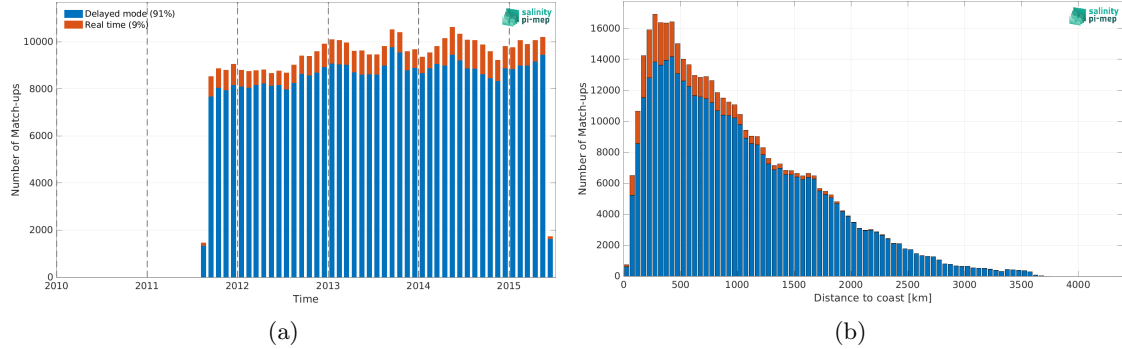 Delayed mode (91%)
Real time (9%)
salinity
pi-mep
10000
8000
6000
4000
2000
0
Number of Match-ups
2010
2011
2012
2013
2014
2015
Time
(a)
salinity
pi-mep
16000
14000
12000
10000
8000
6000
4000
2000
0
Number of Match-ups
0
500
1000
1500
2000
2500
3000
3500
4000
Distance to coast [km]
(b)